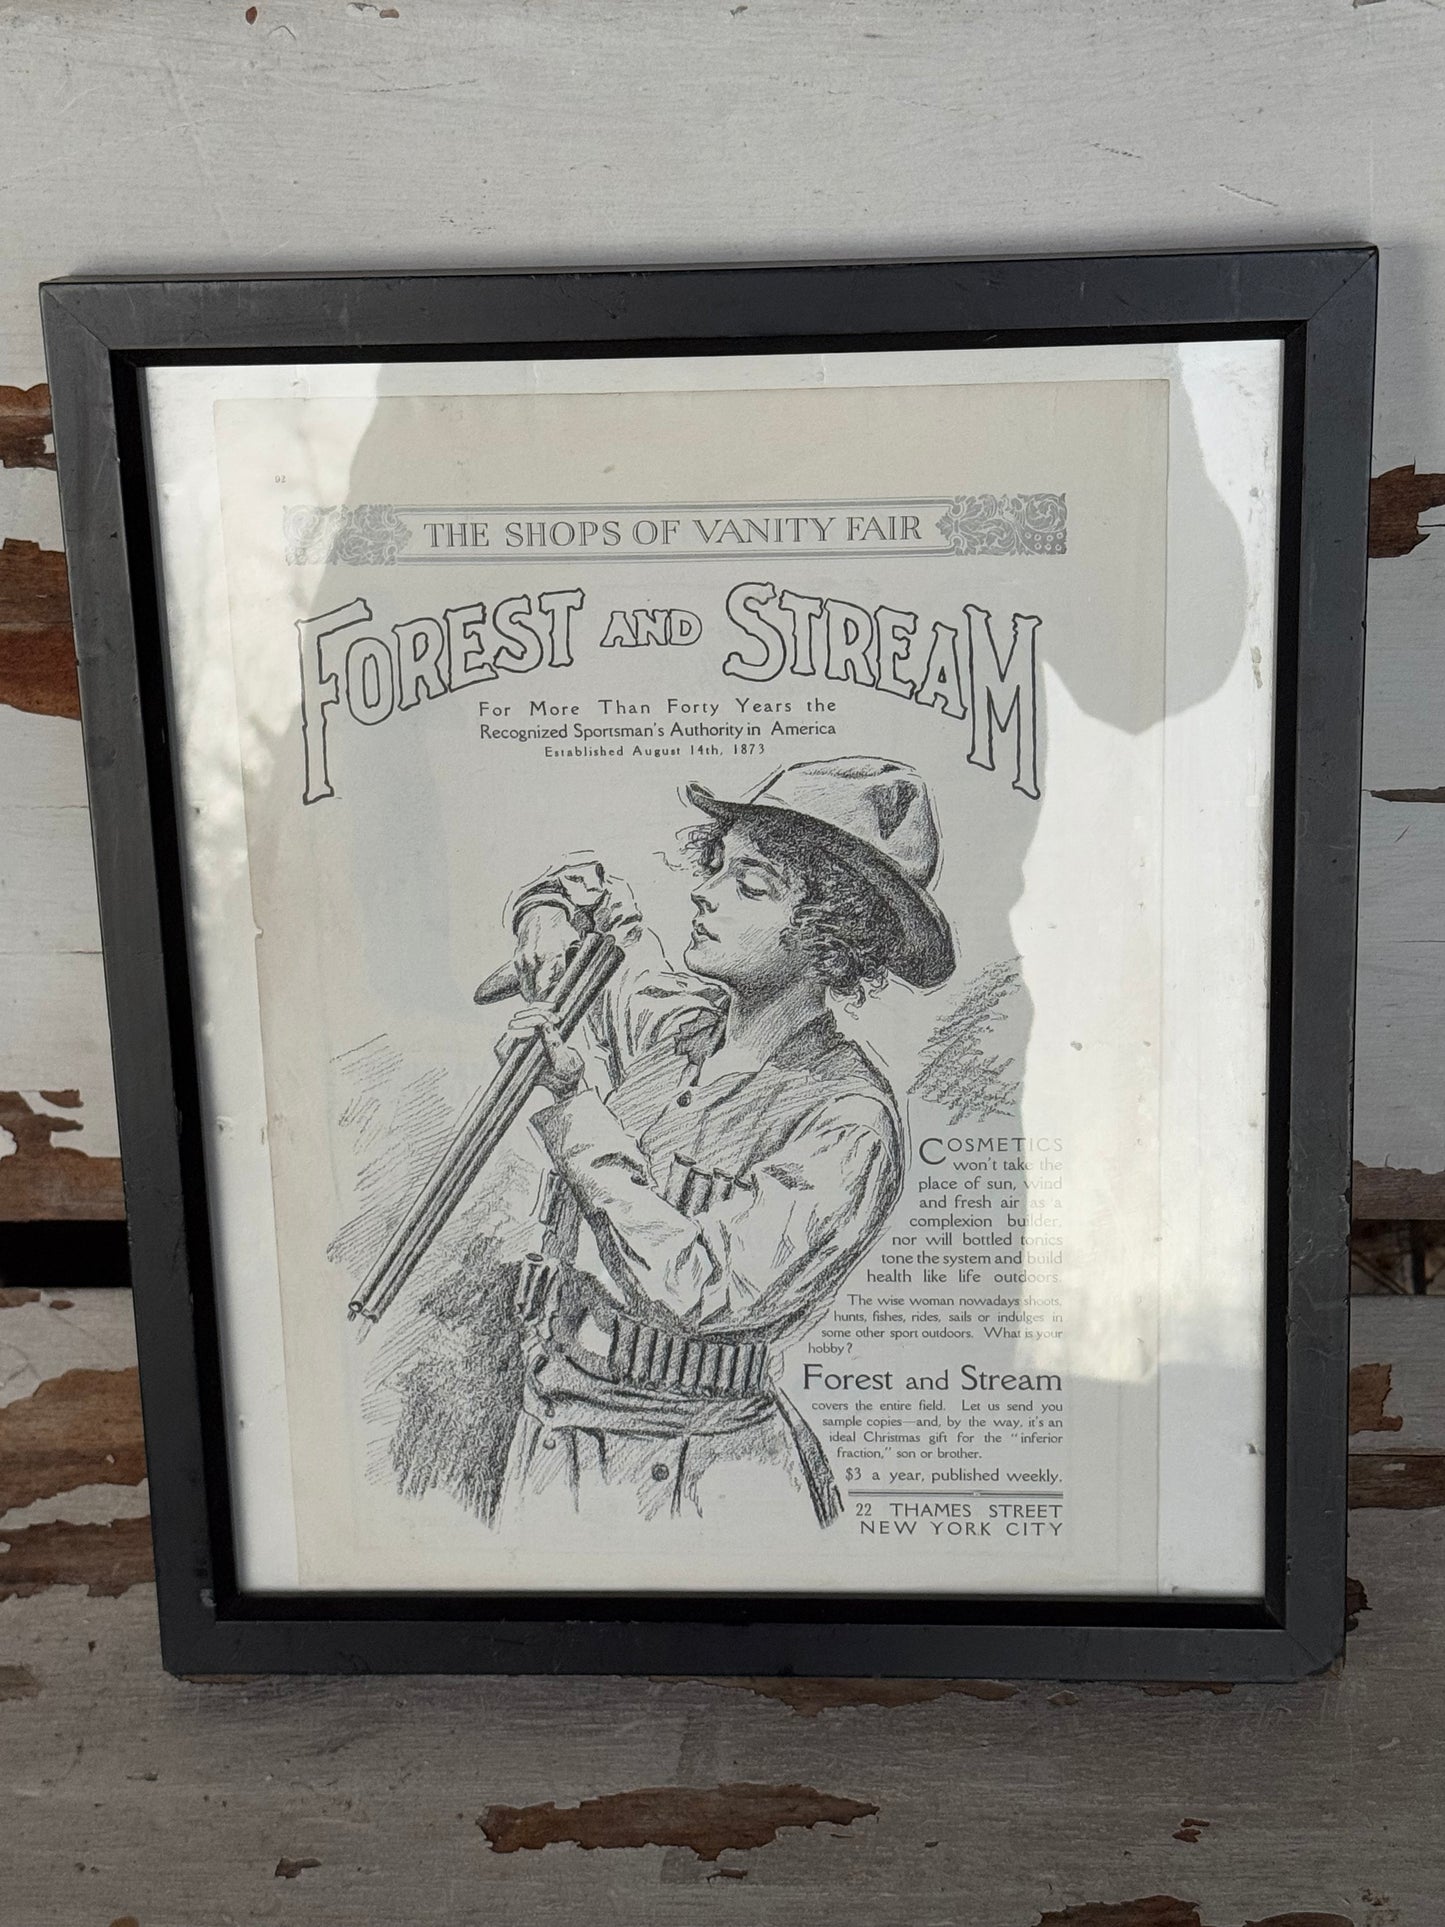 92
THE SHOPS OF VANITY FAIR
FOREST AND STREAM
For More Than Forty Years the
Recognized Sportsman's Authority in America
Established August 14th, 1873
COSMETICS
won't take the
place of sun, wind
and fresh air as a
complexion builder,
nor will bottled tonics
tone the system and build
health like life outdoors.
The wise woman nowadays shoots,
hunts, fishes, rides, sails or indulges in
some other sport outdoors. What is your
hobby?
Forest and Stream
covers the entire field. Let us send you
sample copies—and, by the way, it's an
ideal Christmas gift for the "inferior
fraction," son or brother.
$3 a year, published weekly.
22 THAMES STREET
NEW YORK CITY